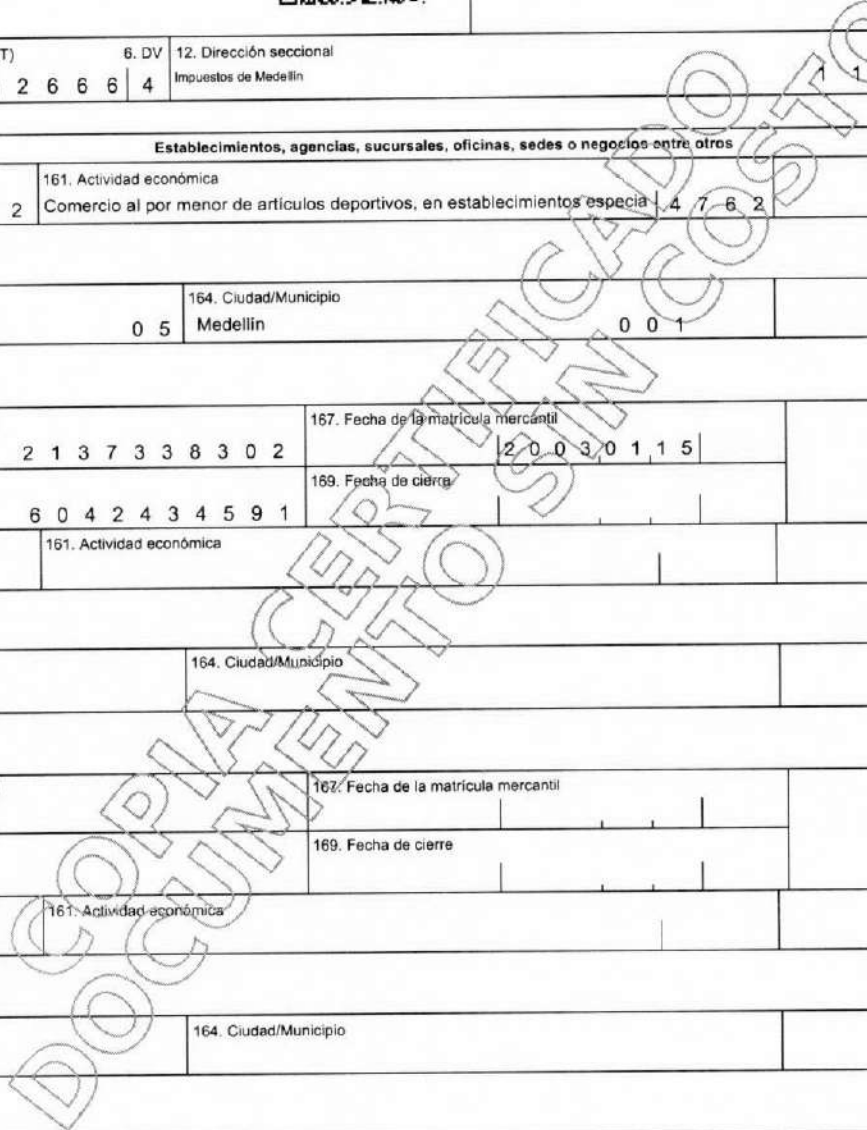 T) 6. DV 12. Dirección seccional
2 6 6 6 4 Impuestos de Medellín 1 1
Establecimientos, agencias, sucursales, oficinas, sedes o negocios entre otros
161. Actividad económica
2 Comercio al por menor de artículos deportivos, en establecimientos especia 4 7 6 2
164. Ciudad/Municipio
0 5 Medellín 0 0 1
167. Fecha de la matrícula mercantil
2 1 3 7 3 3 8 3 0 2 2 0 0 3 0 1 1 5
169. Fecha de cierre
6 0 4 2 4 3 4 5 9 1
161. Actividad económica
164. Ciudad/Municipio
167. Fecha de la matrícula mercantil
169. Fecha de cierre
161. Actividad económica
164. Ciudad/Municipio
COPIA CERTIFICADO
DOCUMENTO SIN COSTO